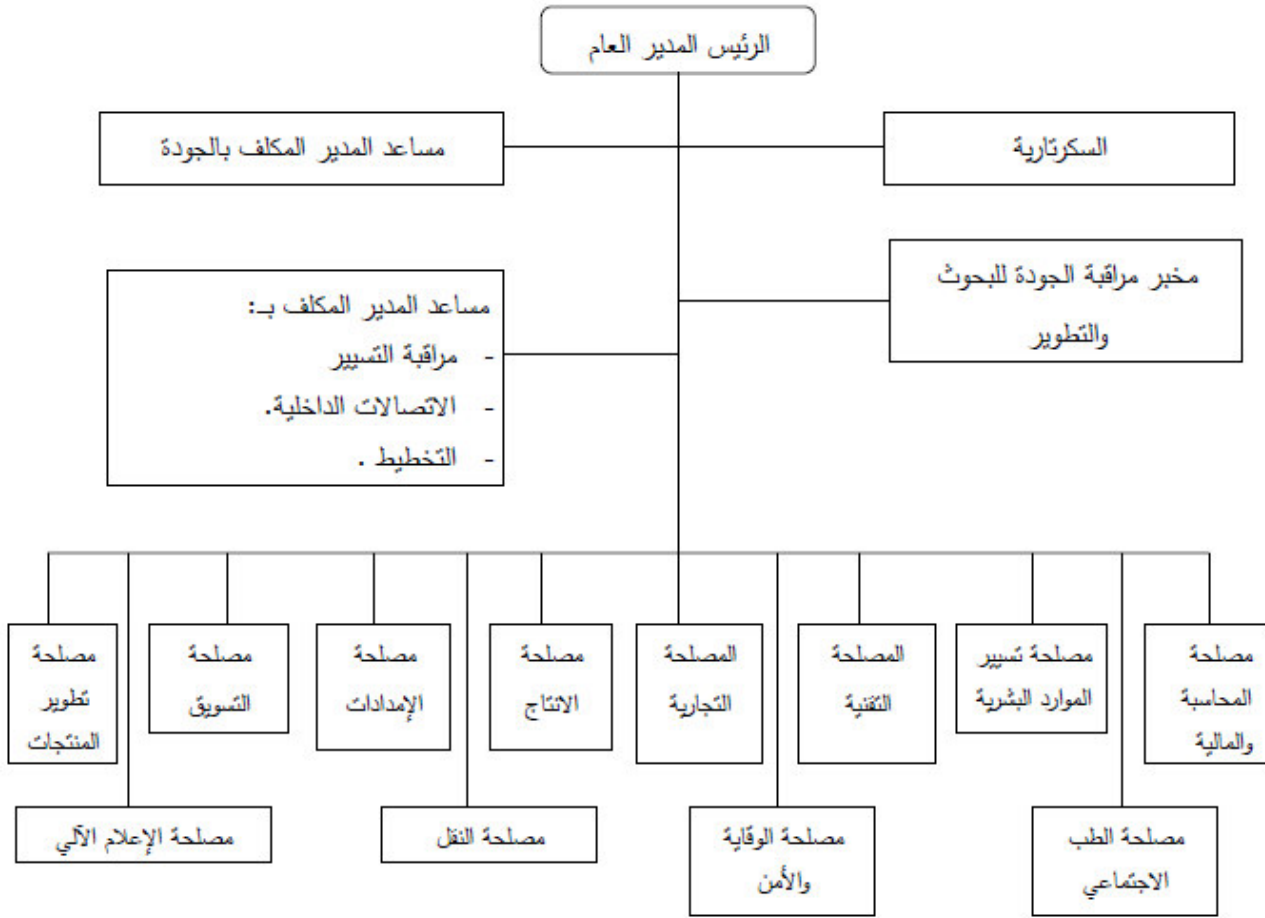 الرئيس المدير العام
السكرتارية
مساعد المدير المكلف بالجودة
مخبر مراقبة الجودة للبحوث
والتطوير
مساعد المدير المكلف بـ:
- مراقبة التسيير
- الاتصالات الداخلية.
- التخطيط .
مصلحة
المحاسبة
والمالية
مصلحة تسيير
الموارد البشرية
المصلحة
التقنية
المصلحة
التجارية
مصلحة
الانتاج
مصلحة
الإمدادات
مصلحة
التسويق
مصلحة
تطوير
المنتجات
مصلحة الطب
الاجتماعي
مصلحة الوقاية
والأمن
مصلحة النقل
مصلحة الإعلام الآلي